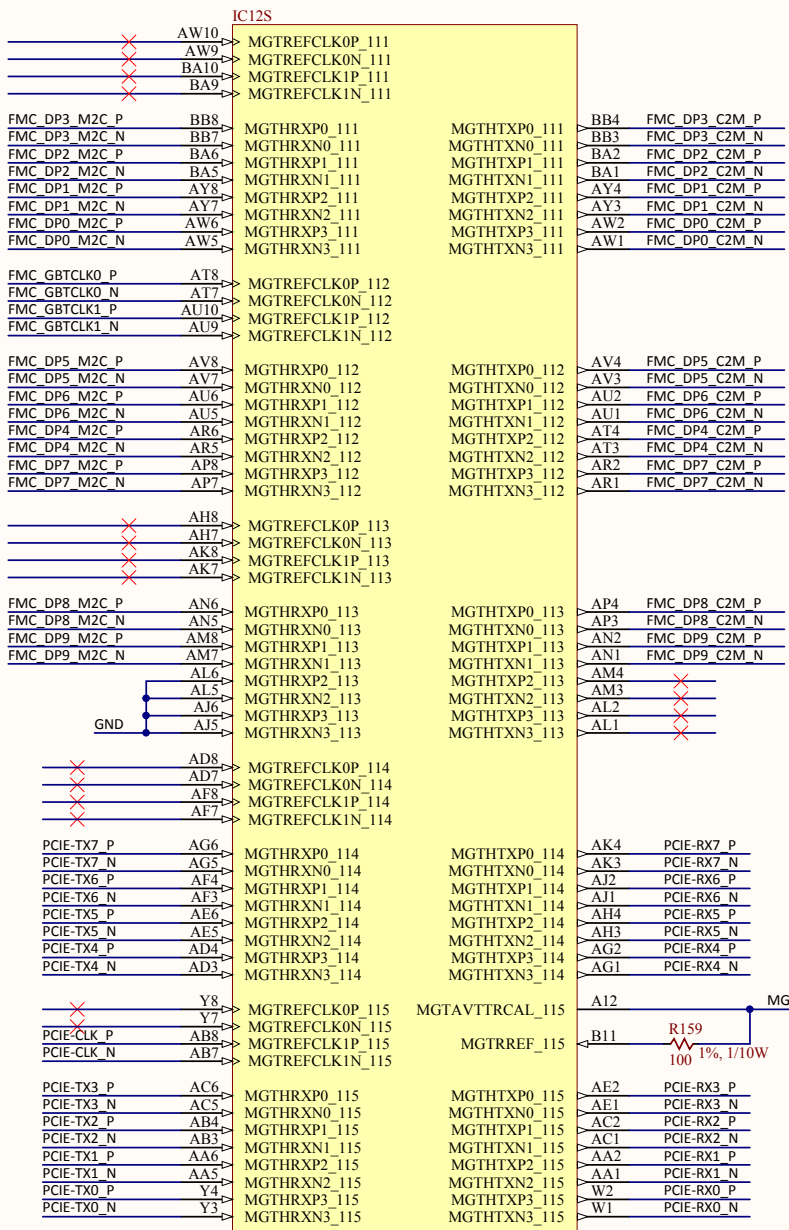 IC12S
AW10 MGTREFCLK0P_111
AW9 MGTREFCLK0N_111
BA10 MGTREFCLK1P_111
BA9 MGTREFCLK1N_111
FMC_DP3_M2C_P BB8 MGTHRXP0_111 MGTHTXP0_111 BB4 FMC_DP3_C2M_P
FMC_DP3_M2C_N BB7 MGTHRXN0_111 MGTHTXN0_111 BB3 FMC_DP3_C2M_N
FMC_DP2_M2C_P BA6 MGTHRXP1_111 MGTHTXP1_111 BA2 FMC_DP2_C2M_P
FMC_DP2_M2C_N BA5 MGTHRXN1_111 MGTHTXN1_111 BA1 FMC_DP2_C2M_N
FMC_DP1_M2C_P AY8 MGTHRXP2_111 MGTHTXP2_111 AY4 FMC_DP1_C2M_P
FMC_DP1_M2C_N AY7 MGTHRXN2_111 MGTHTXN2_111 AY3 FMC_DP1_C2M_N
FMC_DP0_M2C_P AW6 MGTHRXP3_111 MGTHTXP3_111 AW2 FMC_DP0_C2M_P
FMC_DP0_M2C_N AW5 MGTHRXN3_111 MGTHTXN3_111 AW1 FMC_DP0_C2M_N
FMC_GBTCLK0_P AT8 MGTREFCLK0P_112
FMC_GBTCLK0_N AT7 MGTREFCLK0N_112
FMC_GBTCLK1_P AU10 MGTREFCLK1P_112
FMC_GBTCLK1_N AU9 MGTREFCLK1N_112
FMC_DP5_M2C_P AV8 MGTHRXP0_112 MGTHTXP0_112 AV4 FMC_DP5_C2M_P
FMC_DP5_M2C_N AV7 MGTHRXN0_112 MGTHTXN0_112 AV3 FMC_DP5_C2M_N
FMC_DP6_M2C_P AU6 MGTHRXP1_112 MGTHTXP1_112 AU2 FMC_DP6_C2M_P
FMC_DP6_M2C_N AU5 MGTHRXN1_112 MGTHTXN1_112 AU1 FMC_DP6_C2M_N
FMC_DP4_M2C_P AR6 MGTHRXP2_112 MGTHTXP2_112 AT4 FMC_DP4_C2M_P
FMC_DP4_M2C_N AR5 MGTHRXN2_112 MGTHTXN2_112 AT3 FMC_DP4_C2M_N
FMC_DP7_M2C_P AP8 MGTHRXP3_112 MGTHTXP3_112 AR2 FMC_DP7_C2M_P
FMC_DP7_M2C_N AP7 MGTHRXN3_112 MGTHTXN3_112 AR1 FMC_DP7_C2M_N
AH8 MGTREFCLK0P_113
AH7 MGTREFCLK0N_113
AK8 MGTREFCLK1P_113
AK7 MGTREFCLK1N_113
FMC_DP8_M2C_P AN6 MGTHRXP0_113 MGTHTXP0_113 AP4 FMC_DP8_C2M_P
FMC_DP8_M2C_N AN5 MGTHRXN0_113 MGTHTXN0_113 AP3 FMC_DP8_C2M_N
FMC_DP9_M2C_P AM8 MGTHRXP1_113 MGTHTXP1_113 AN2 FMC_DP9_C2M_P
FMC_DP9_M2C_N AM7 MGTHRXN1_113 MGTHTXN1_113 AN1 FMC_DP9_C2M_N
AL6 MGTHRXP2_113 MGTHTXP2_113 AM4
AL5 MGTHRXN2_113 MGTHTXN2_113 AM3
AJ6 MGTHRXP3_113 MGTHTXP3_113 AL2
GND AJ5 MGTHRXN3_113 MGTHTXN3_113 AL1
AD8 MGTREFCLK0P_114
AD7 MGTREFCLK0N_114
AF8 MGTREFCLK1P_114
AF7 MGTREFCLK1N_114
PCIE-TX7_P AG6 MGTHRXP0_114 MGTHTXP0_114 AK4 PCIE-RX7_P
PCIE-TX7_N AG5 MGTHRXN0_114 MGTHTXN0_114 AK3 PCIE-RX7_N
PCIE-TX6_P AF4 MGTHRXP1_114 MGTHTXP1_114 AJ2 PCIE-RX6_P
PCIE-TX6_N AF3 MGTHRXN1_114 MGTHTXN1_114 AJ1 PCIE-RX6_N
PCIE-TX5_P AE6 MGTHRXP2_114 MGTHTXP2_114 AH4 PCIE-RX5_P
PCIE-TX5_N AE5 MGTHRXN2_114 MGTHTXN2_114 AH3 PCIE-RX5_N
PCIE-TX4_P AD4 MGTHRXP3_114 MGTHTXP3_114 AG2 PCIE-RX4_P
PCIE-TX4_N AD3 MGTHRXN3_114 MGTHTXN3_114 AG1 PCIE-RX4_N
Y8 MGTREFCLK0P_115 MGTAVTTRCAL_115 A12 MG
Y7 MGTREFCLK0N_115
PCIE-CLK_P AB8 MGTREFCLK1P_115 MGTRREF_115 B11 R159 100 1%, 1/10W
PCIE-CLK_N AB7 MGTREFCLK1N_115
PCIE-TX3_P AC6 MGTHRXP0_115 MGTHTXP0_115 AE2 PCIE-RX3_P
PCIE-TX3_N AC5 MGTHRXN0_115 MGTHTXN0_115 AE1 PCIE-RX3_N
PCIE-TX2_P AB4 MGTHRXP1_115 MGTHTXP1_115 AC2 PCIE-RX2_P
PCIE-TX2_N AB3 MGTHRXN1_115 MGTHTXN1_115 AC1 PCIE-RX2_N
PCIE-TX1_P AA6 MGTHRXP2_115 MGTHTXP2_115 AA2 PCIE-RX1_P
PCIE-TX1_N AA5 MGTHRXN2_115 MGTHTXN2_115 AA1 PCIE-RX1_N
PCIE-TX0_P Y4 MGTHRXP3_115 MGTHTXP3_115 W2 PCIE-RX0_P
PCIE-TX0_N Y3 MGTHRXN3_115 MGTHTXN3_115 W1 PCIE-RX0_N